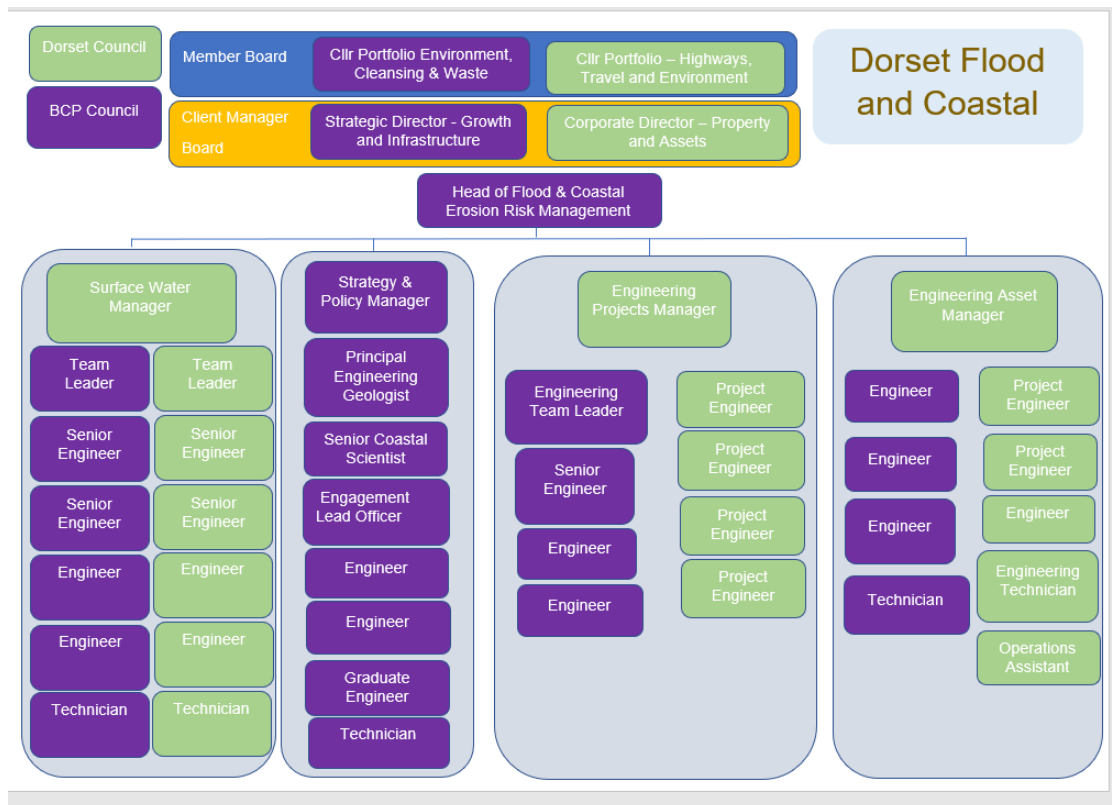 Dorset Council
BCP Council
Member Board
Cllr Portfolio Environment,
Cleansing & Waste
Cllr Portfolio – Highways,
Travel and Environment
Client Manager
Board
Strategic Director - Growth
and Infrastructure
Corporate Director – Property
and Assets
Dorset Flood
and Coastal
Head of Flood & Coastal
Erosion Risk Management
Surface Water
Manager
Team
Leader
Senior
Engineer
Senior
Engineer
Engineer
Engineer
Technician
Team
Leader
Senior
Engineer
Senior
Engineer
Engineer
Engineer
Technician
Strategy &
Policy Manager
Principal
Engineering
Geologist
Senior Coastal
Scientist
Engagement
Lead Officer
Engineer
Engineer
Graduate
Engineer
Technician
Engineering
Projects Manager
Engineering
Team Leader
Senior
Engineer
Engineer
Engineer
Project
Engineer
Project
Engineer
Project
Engineer
Project
Engineer
Engineering Asset
Manager
Engineer
Engineer
Engineer
Technician
Project
Engineer
Project
Engineer
Engineer
Engineering
Technician
Operations
Assistant